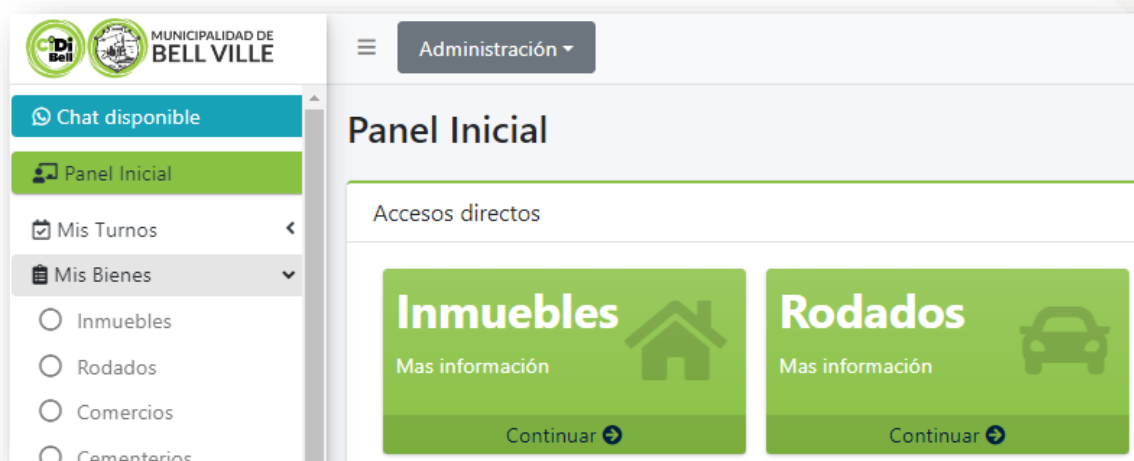 CiDi
Bell
MUNICIPALIDAD DE
BELL VILLE
Administración
Chat disponible
Panel Inicial
Mis Turnos
Mis Bienes
Inmuebles
Rodados
Comercios
Cementerios
Panel Inicial
Accesos directos
Inmuebles
Mas información
Continuar
Rodados
Mas información
Continuar